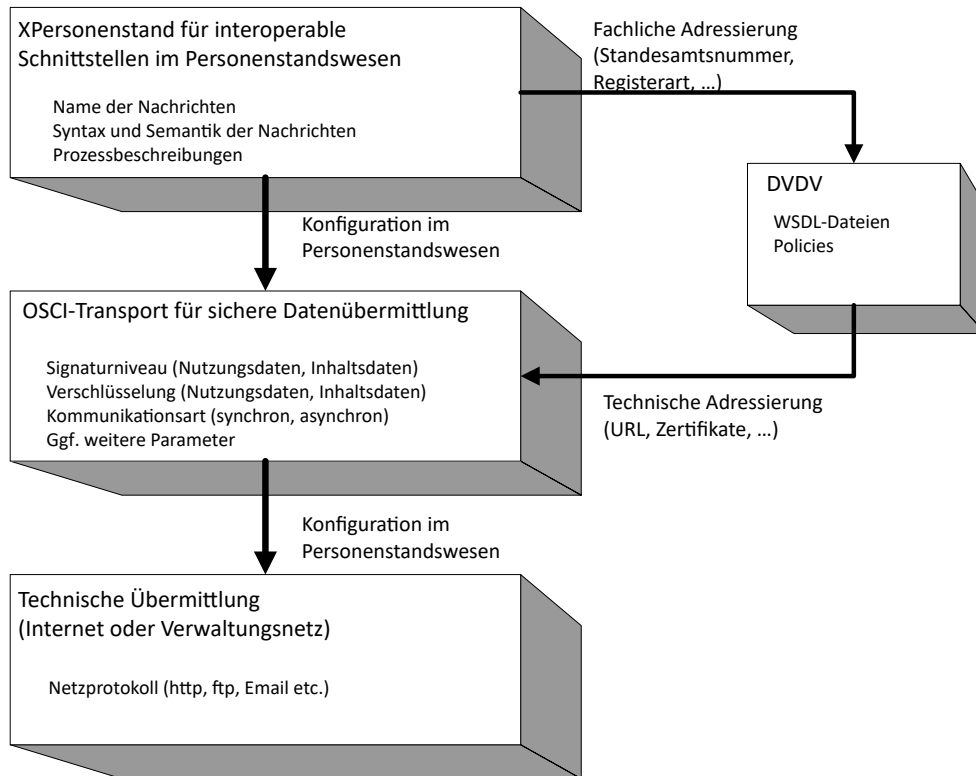 XPersonenstand für interoperable
Schnittstellen im Personenstandswesen
Name der Nachrichten
Syntax und Semantik der Nachrichten
Prozessbeschreibungen
Fachliche Adressierung
(Standesamtsnummer,
Registerart, ...)
DVDV
WSDL-Dateien
Policies
Konfiguration im
Personenstandswesen
OSCI-Transport für sichere Datenübermittlung
Signaturniveau (Nutzungsdaten, Inhaltsdaten)
Verschlüsselung (Nutzungsdaten, Inhaltsdaten)
Kommunikationsart (synchron, asynchron)
Ggf. weitere Parameter
Technische Adressierung
(URL, Zertifikate, ...)
Konfiguration im
Personenstandswesen
Technische Übermittlung
(Internet oder Verwaltungsnetz)
Netzprotokoll (http, ftp, Email etc.)